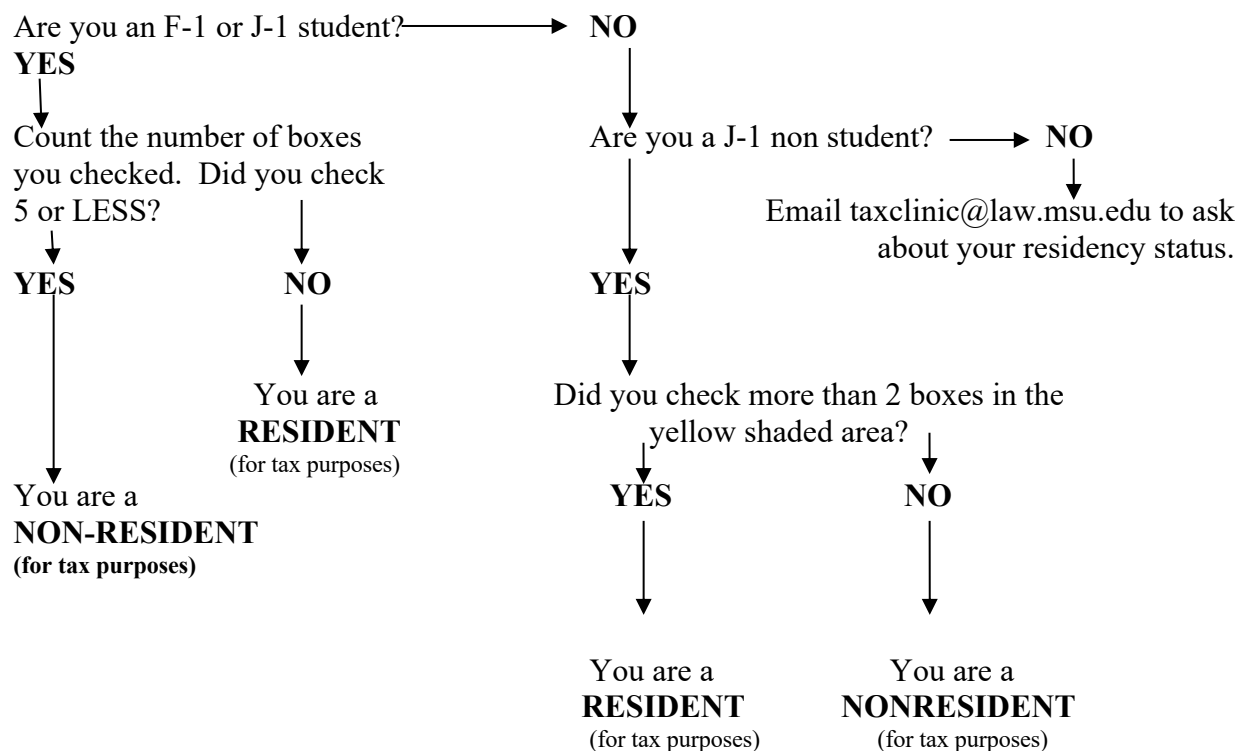 Are you an F-1 or J-1 student?
NO
YES
Count the number of boxes
you checked. Did you check
5 or LESS?
Are you a J-1 non student?
NO
Email taxclinic@law.msu.edu to ask
about your residency status.
YES
NO
YES
You are a
RESIDENT
(for tax purposes)
Did you check more than 2 boxes in the
yellow shaded area?
You are a
NON-RESIDENT
(for tax purposes)
YES
NO
You are a
RESIDENT
(for tax purposes)
You are a
NONRESIDENT
(for tax purposes)